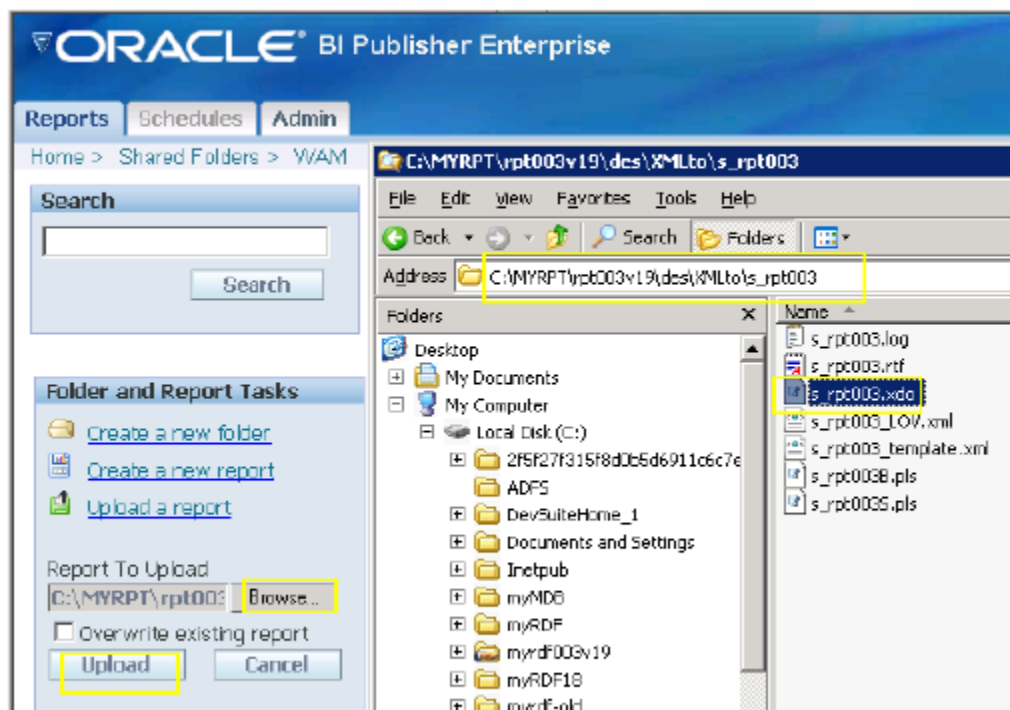 ORACLE BI Publisher Enterprise
Reports Schedules Admin
Home > Shared Folders > WAM
Search
Search
Folder and Report Tasks
Create a new folder
Create a new report
Upload a report
Report To Upload
C:\MYRPT\rpt003 Browse...
Overwrite existing report
Upload Cancel
C:\MYRPT\rpt003v19\des\XMLto\s_rpt003
File Edit View Favorites Tools Help
Back Search Folders
Address C:\MYRPT\rpt003v19\des\XMLto\s_rpt003
Folders
Desktop
My Documents
My Computer
Local Disk (C:)
ADFS
DevSuiteHome_1
Documents and Settings
Inetpub
myMDB
myRDF
myrdf003v19
myRDF18
myrdf-old
Name
s_rpt003.log
s_rpt003.rtf
s_rpt003.xdo
s_rpt003_LOV.xml
s_rpt003_template.xml
s_rpt003B.pls
s_rpt003S.pls